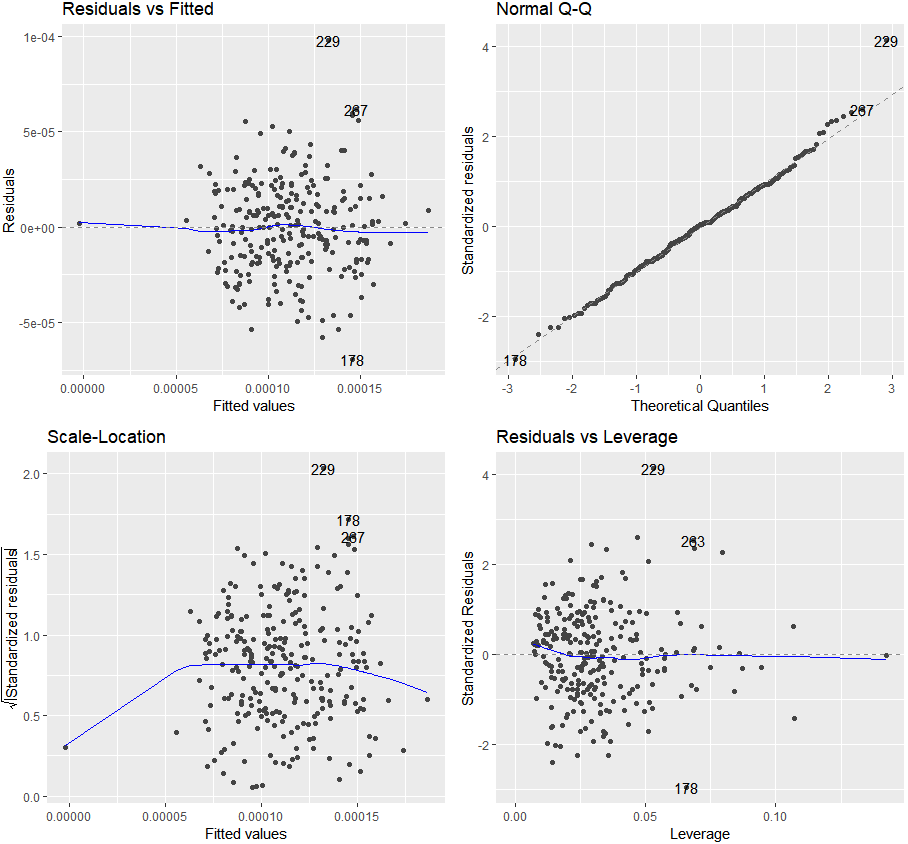 Residuals vs Fitted
Residuals
1e-04
5e-05
0e+00
-5e-05
229
267
178
0.00000
0.00005
0.00010
0.00015
Fitted values
Normal Q-Q
Standardized residuals
4
2
0
-2
229
267
178
-3
-2
-1
0
1
2
3
Theoretical Quantiles
Scale-Location
√|Standardized residuals|
2.0
1.5
1.0
0.5
0.0
229
178
267
0.00000
0.00005
0.00010
0.00015
Fitted values
Residuals vs Leverage
Standardized Residuals
4
2
0
-2
229
263
178
0.00
0.05
0.10
Leverage